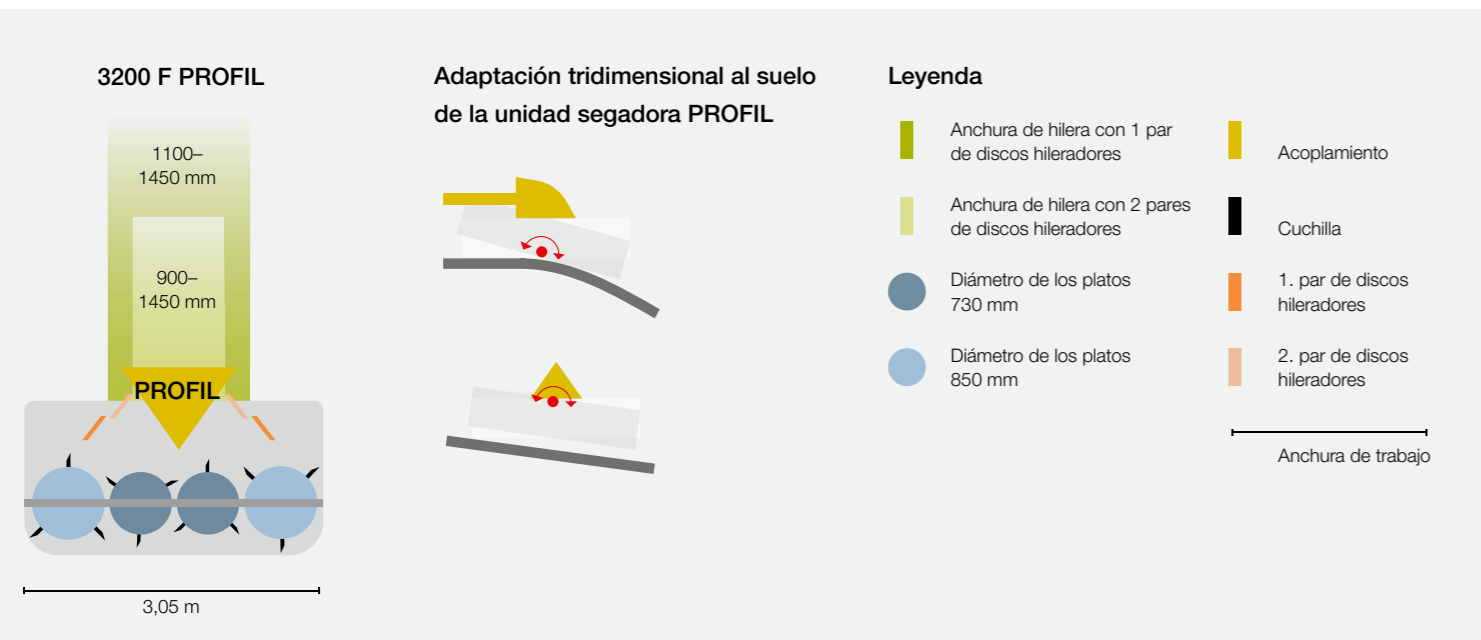 3200 F PROFIL
1100–
1450 mm
900–
1450 mm
PROFIL
3,05 m
Adaptación tridimensional al suelo
de la unidad segadora PROFIL
Leyenda
Anchura de hilera con 1 par
de discos hileradores
Anchura de hilera con 2 pares
de discos hileradores
Diámetro de los platos
730 mm
Diámetro de los platos
850 mm
Acoplamiento
Cuchilla
1. par de discos
hileradores
2. par de discos
hileradores
Anchura de trabajo